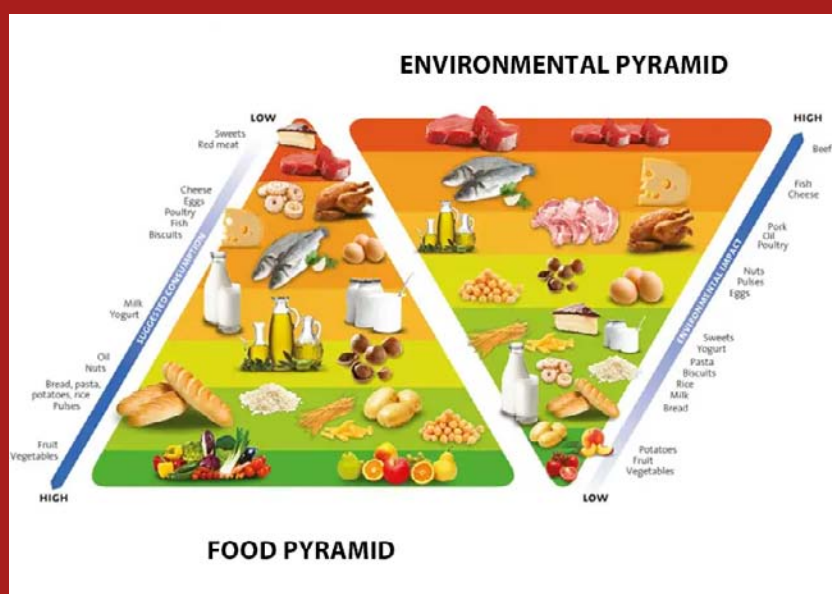 ENVIRONMENTAL PYRAMID
LOW
Sweets
Red meat
Cheese
Eggs
Poultry
Fish
Biscuits
SUGGESTED CONSUMPTION
Milk
Yogurt
Oil
Nuts
Bread, pasta,
potatoes, rice
Pulses
Fruit
Vegetables
HIGH
HIGH
Beef
Fish
Cheese
Pork
Oil
Poultry
ENVIRONMENTAL IMPACT
Nuts
Pulses
Eggs
Sweets
Yogurt
Pasta
Biscuits
Rice
Milk
Bread
Potatoes
Fruit
Vegetables
LOW
FOOD PYRAMID